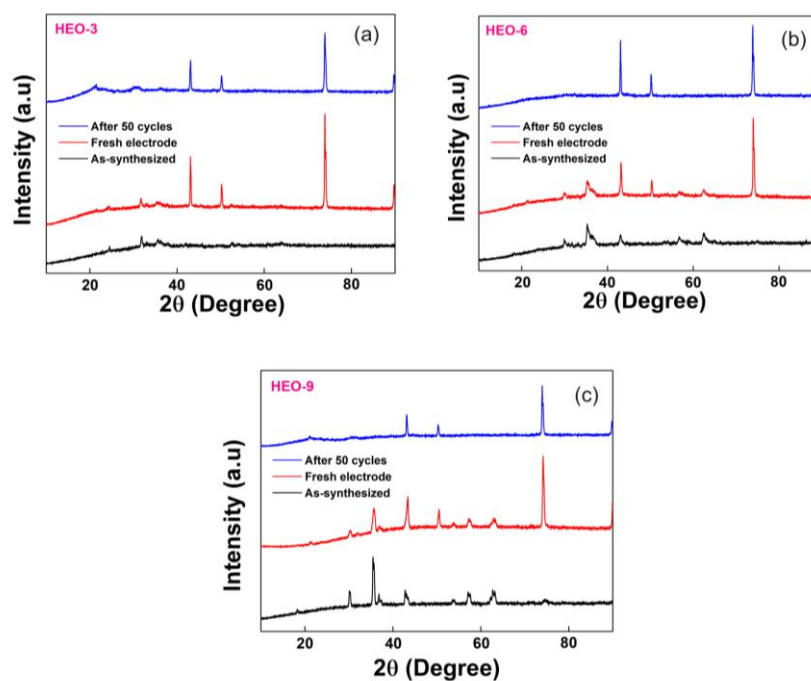 HEO-3
(a)
After 50 cycles
Fresh electrode
As-synthesized
Intensity (a.u)
20
40
60
80
2θ (Degree)
HEO-6
(b)
After 50 cycles
Fresh electrode
As-synthesized
Intensity (a.u)
20
40
60
80
2θ (Degree)
HEO-9
(c)
After 50 cycles
Fresh electrode
As-synthesized
Intensity (a.u)
20
40
60
80
2θ (Degree)